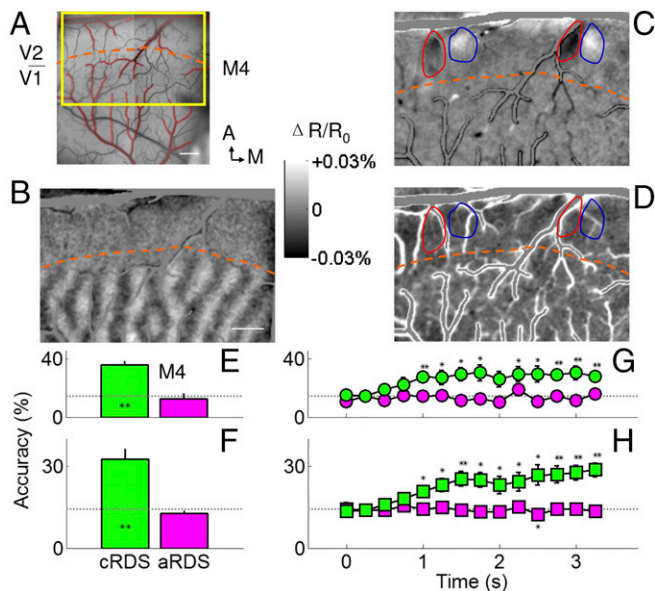 A
V2
V1
M4
A
M
B
Δ R/R0
+0.03%
0
-0.03%
C
D
E
M4
40
0
F
30
0
Accuracy (%)
**
**
cRDS aRDS
G
40
0
** * * * * * ** ** **
H
30
0
* * ** * * * * ** * **
*
0 1 2 3
Time (s)